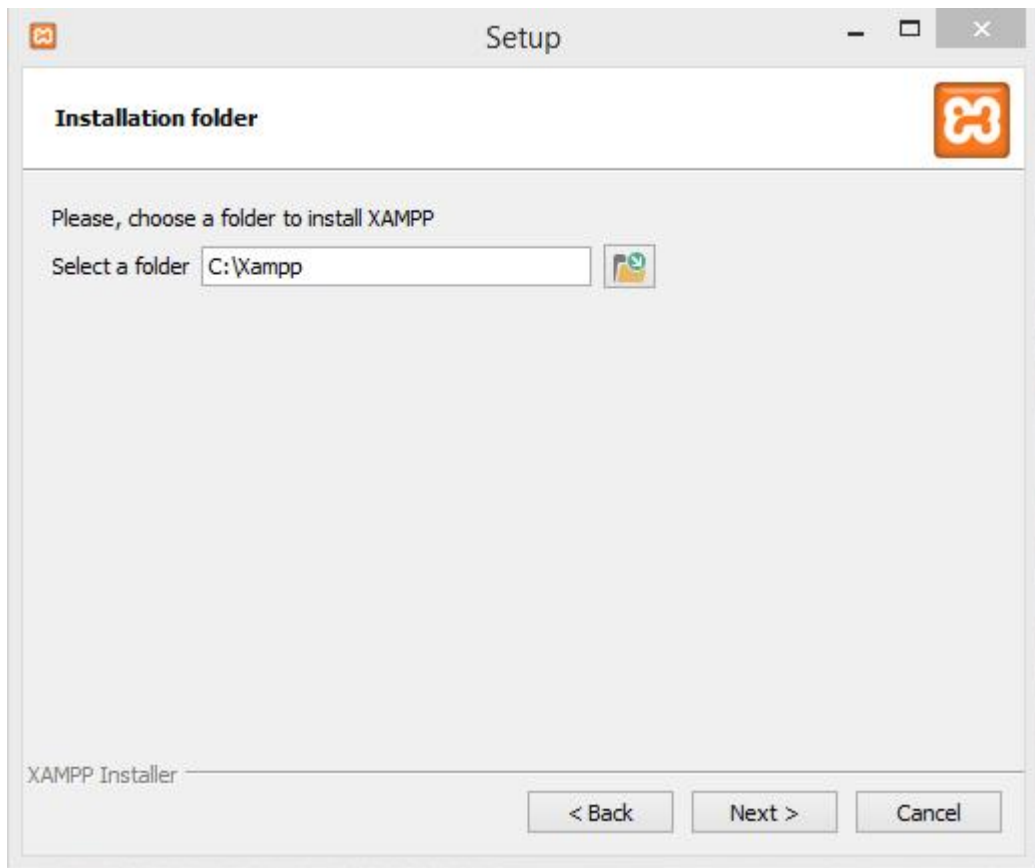 Setup
Installation folder
Please, choose a folder to install XAMPP
Select a folder C:\Xampp
XAMPP Installer
< Back Next > Cancel